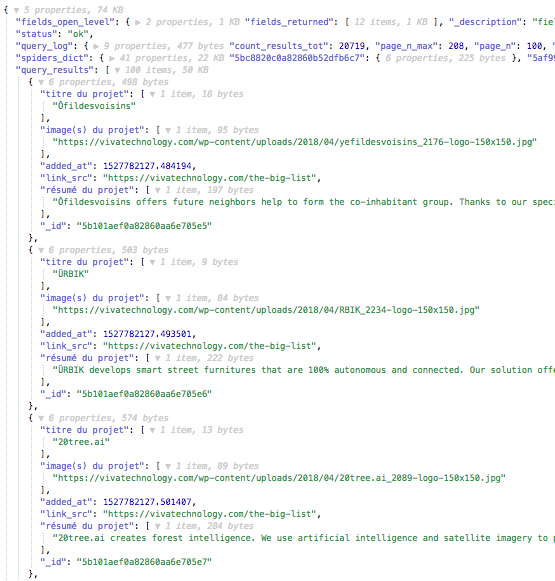 { ▼ 5 properties, 74 KB
"fields_open_level": { ▶ 2 properties, 1 KB "fields_returned": [ 12 items, 1 KB ], "_description": "fie
"status": "ok",
"query_log": { ▶ 9 properties, 477 bytes "count_results_tot": 20719, "page_n_max": 208, "page_n": 100,
"spiders_dict": { ▶ 41 properties, 22 KB "5bc8820c0a82860b52dfb6c7": { 6 properties, 225 bytes }, "5af9
"query_results": [ ▼ 100 items, 50 KB
{ ▼ 6 properties, 498 bytes
"titre du projet": [ ▼ 1 item, 18 bytes
"Ôfildesvoisins"
],
"image(s) du projet": [ ▼ 1 item, 95 bytes
"https://vivatechnology.com/wp-content/uploads/2018/04/yefildesvoisins_2176-logo-150x150.jpg"
],
"added_at": 1527782127.484194,
"link_src": "https://vivatechnology.com/the-big-list",
"résumé du projet": [ ▼ 1 item, 197 bytes
"Ôfildesvoisins offers future neighbors help to form the co-inhabitant group. Thanks to our speci
],
"_id": "5b101aef0a82860aa6e705e5"
},
{ ▼ 6 properties, 503 bytes
"titre du projet": [ ▼ 1 item, 9 bytes
"ÜRBIK"
],
"image(s) du projet": [ ▼ 1 item, 84 bytes
"https://vivatechnology.com/wp-content/uploads/2018/04/RBIK_2234-logo-150x150.jpg"
],
"added_at": 1527782127.493501,
"link_src": "https://vivatechnology.com/the-big-list",
"résumé du projet": [ ▼ 1 item, 222 bytes
"ÜRBIK develops smart street furnitures that are 100% autonomous and connected. Our solution offe
],
"_id": "5b101aef0a82860aa6e705e6"
},
{ ▼ 6 properties, 574 bytes
"titre du projet": [ ▼ 1 item, 13 bytes
"20tree.ai"
],
"image(s) du projet": [ ▼ 1 item, 89 bytes
"https://vivatechnology.com/wp-content/uploads/2018/04/20tree.ai_2089-logo-150x150.jpg"
],
"added_at": 1527782127.501407,
"link_src": "https://vivatechnology.com/the-big-list",
"résumé du projet": [ ▼ 1 item, 284 bytes
"20tree.ai creates forest intelligence. We use artificial intelligence and satellite imagery to p
],
"_id": "5b101aef0a82860aa6e705e7"
},